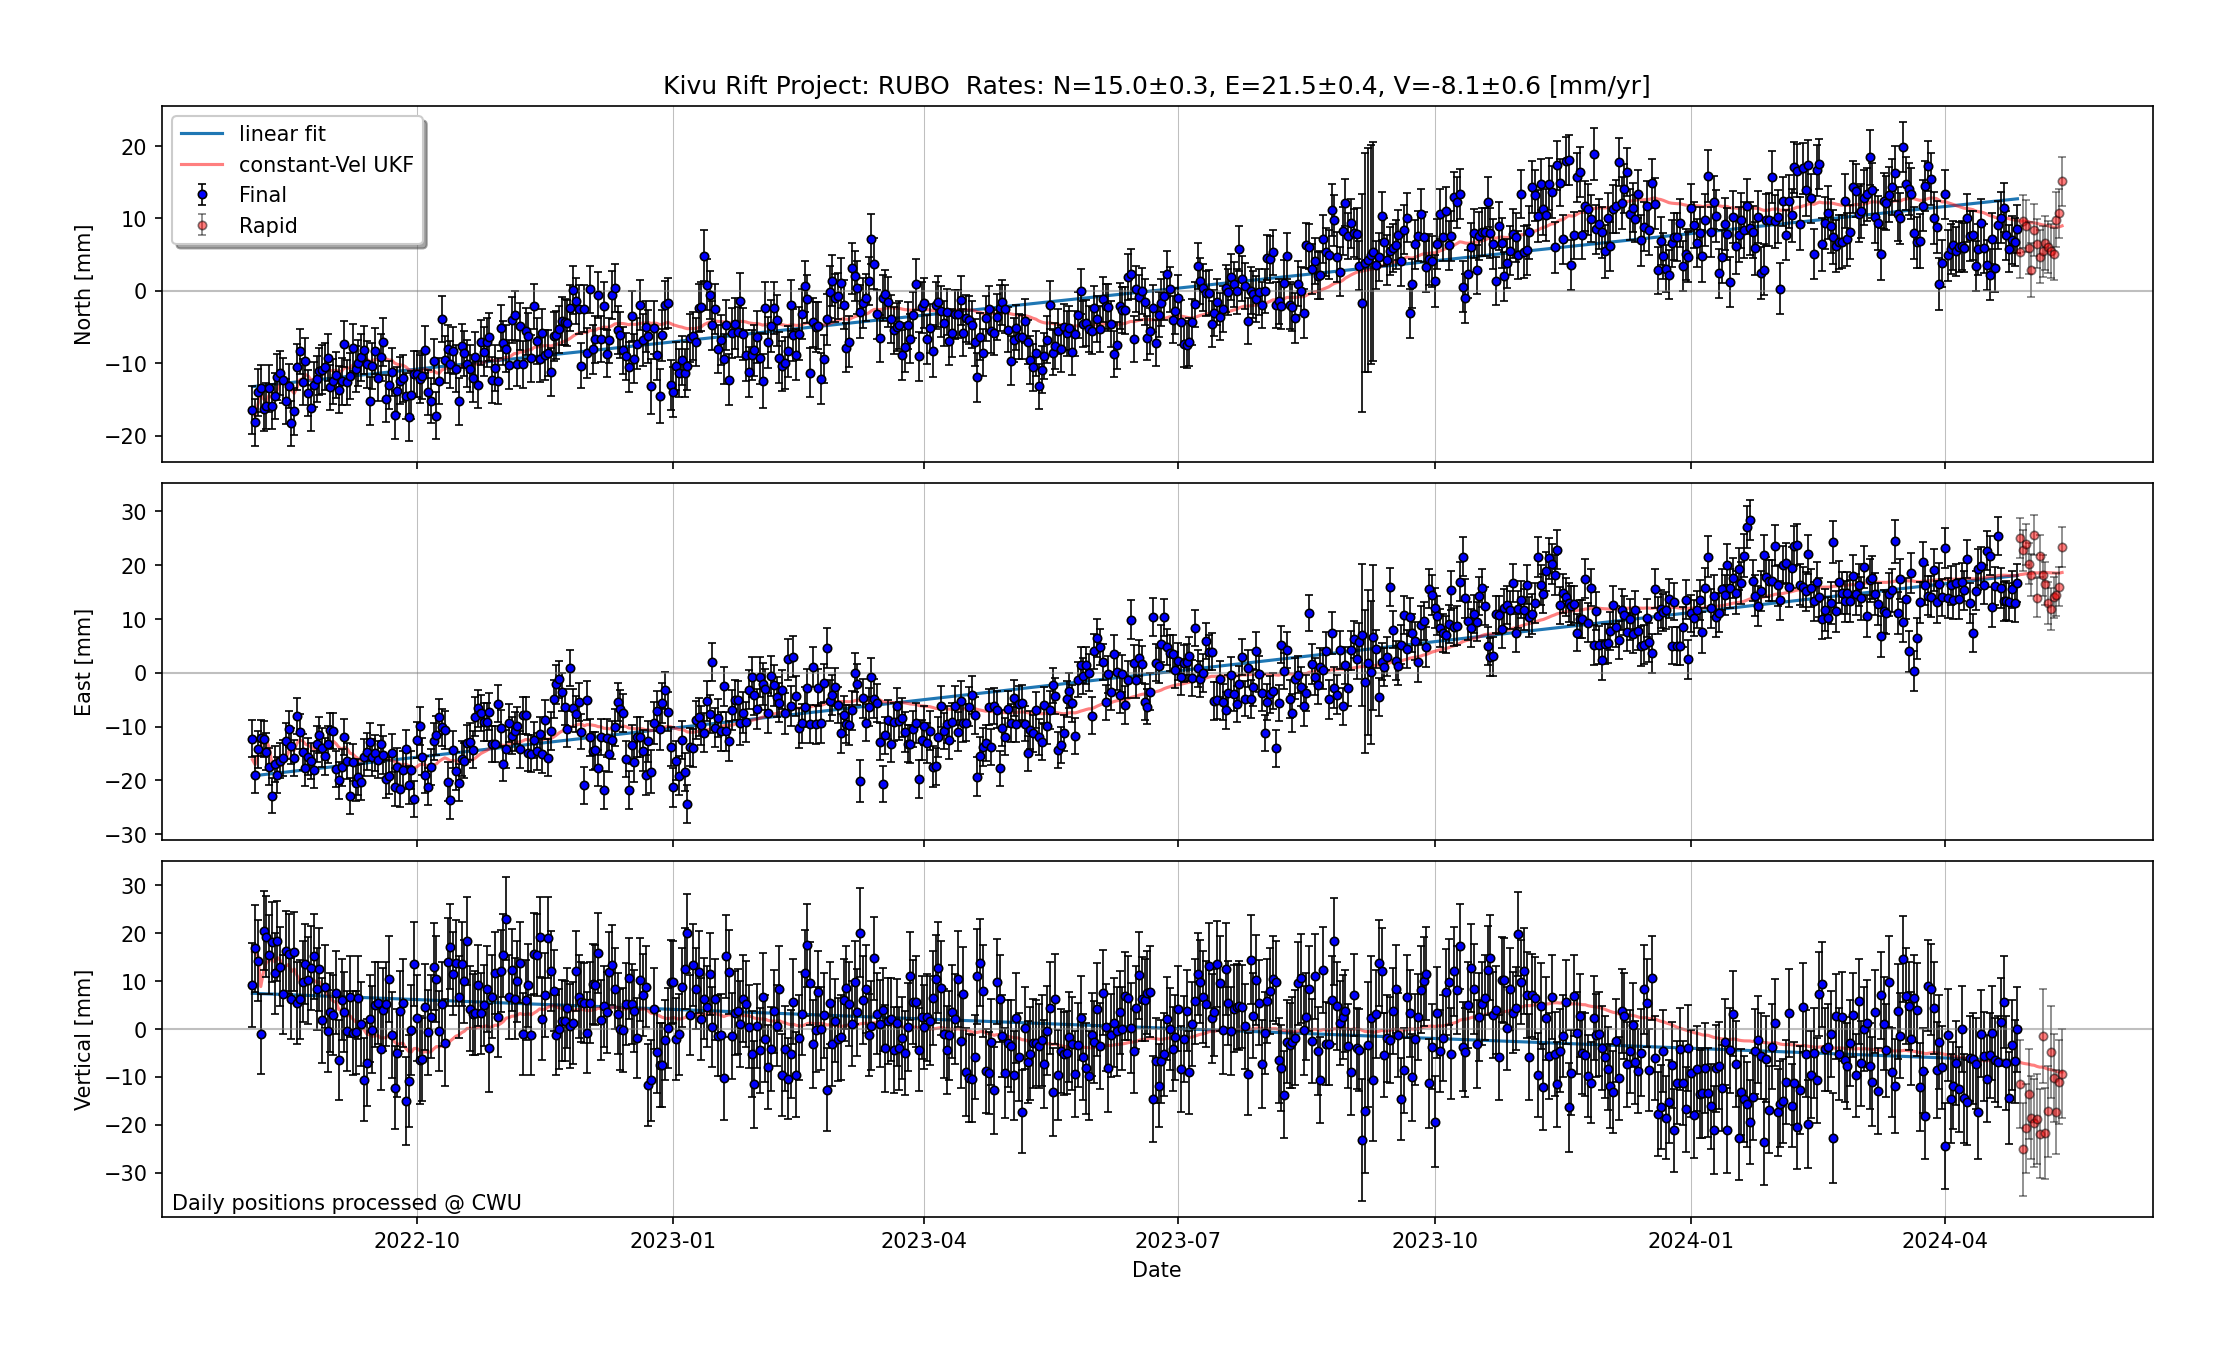 Kivu Rift Project: RUBO  Rates: N=15.0±0.3, E=21.5±0.4, V=-8.1±0.6 [mm/yr]
linear fit
constant-Vel UKF
Final
Rapid
North [mm]
20
10
0
−10
−20
East [mm]
30
20
10
0
−10
−20
−30
Vertical [mm]
30
20
10
0
−10
−20
−30
Daily positions processed @ CWU
2022-10
2023-01
2023-04
2023-07
2023-10
2024-01
2024-04
Date